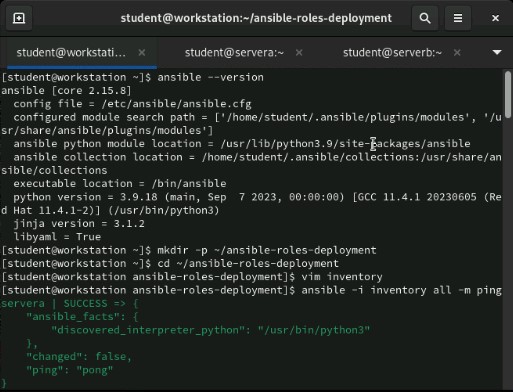 student@workstation:~/ansible-roles-deployment
student@workstati...
student@servera:~
student@serverb:~
[student@workstation ~]$ ansible --version
ansible [core 2.15.8]
  config file = /etc/ansible/ansible.cfg
  configured module search path = ['/home/student/.ansible/plugins/modules', '/u
sr/share/ansible/plugins/modules']
  ansible python module location = /usr/lib/python3.9/site-packages/ansible
  ansible collection location = /home/student/.ansible/collections:/usr/share/an
sible/collections
  executable location = /bin/ansible
  python version = 3.9.18 (main, Sep  7 2023, 00:00:00) [GCC 11.4.1 20230605 (Re
d Hat 11.4.1-2)] (/usr/bin/python3)
  jinja version = 3.1.2
  libyaml = True
[student@workstation ~]$ mkdir -p ~/ansible-roles-deployment
[student@workstation ~]$ cd ~/ansible-roles-deployment
[student@workstation ansible-roles-deployment]$ vim inventory
[student@workstation ansible-roles-deployment]$ ansible -i inventory all -m ping
servera | SUCCESS => {
    "ansible_facts": {
        "discovered_interpreter_python": "/usr/bin/python3"
    },
    "changed": false,
    "ping": "pong"
}